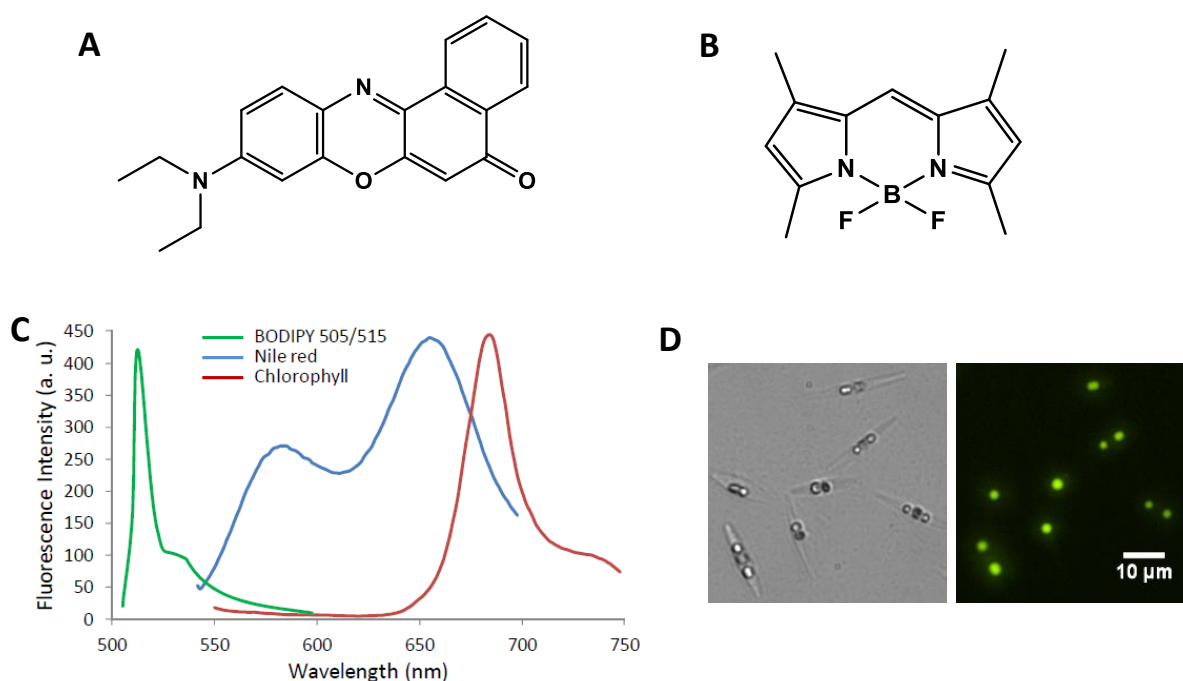 A
N
N
O
O
B
N
N
B
F
F
C
BODIPY 505/515
Nile red
Chlorophyll
450
400
350
300
250
200
150
100
50
0
500 550 600 650 700 750
Fluorescence Intensity (a. u.)
Wavelength (nm)
D
10 µm